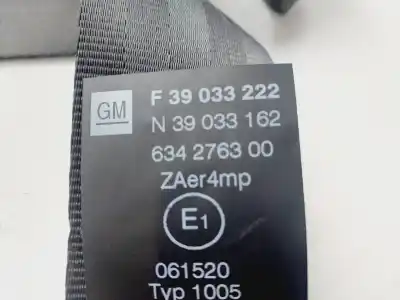 GM
F 39 033 222
N 39 033 162
634 2763 00
ZAer4mp
E1
061520
Typ 1005